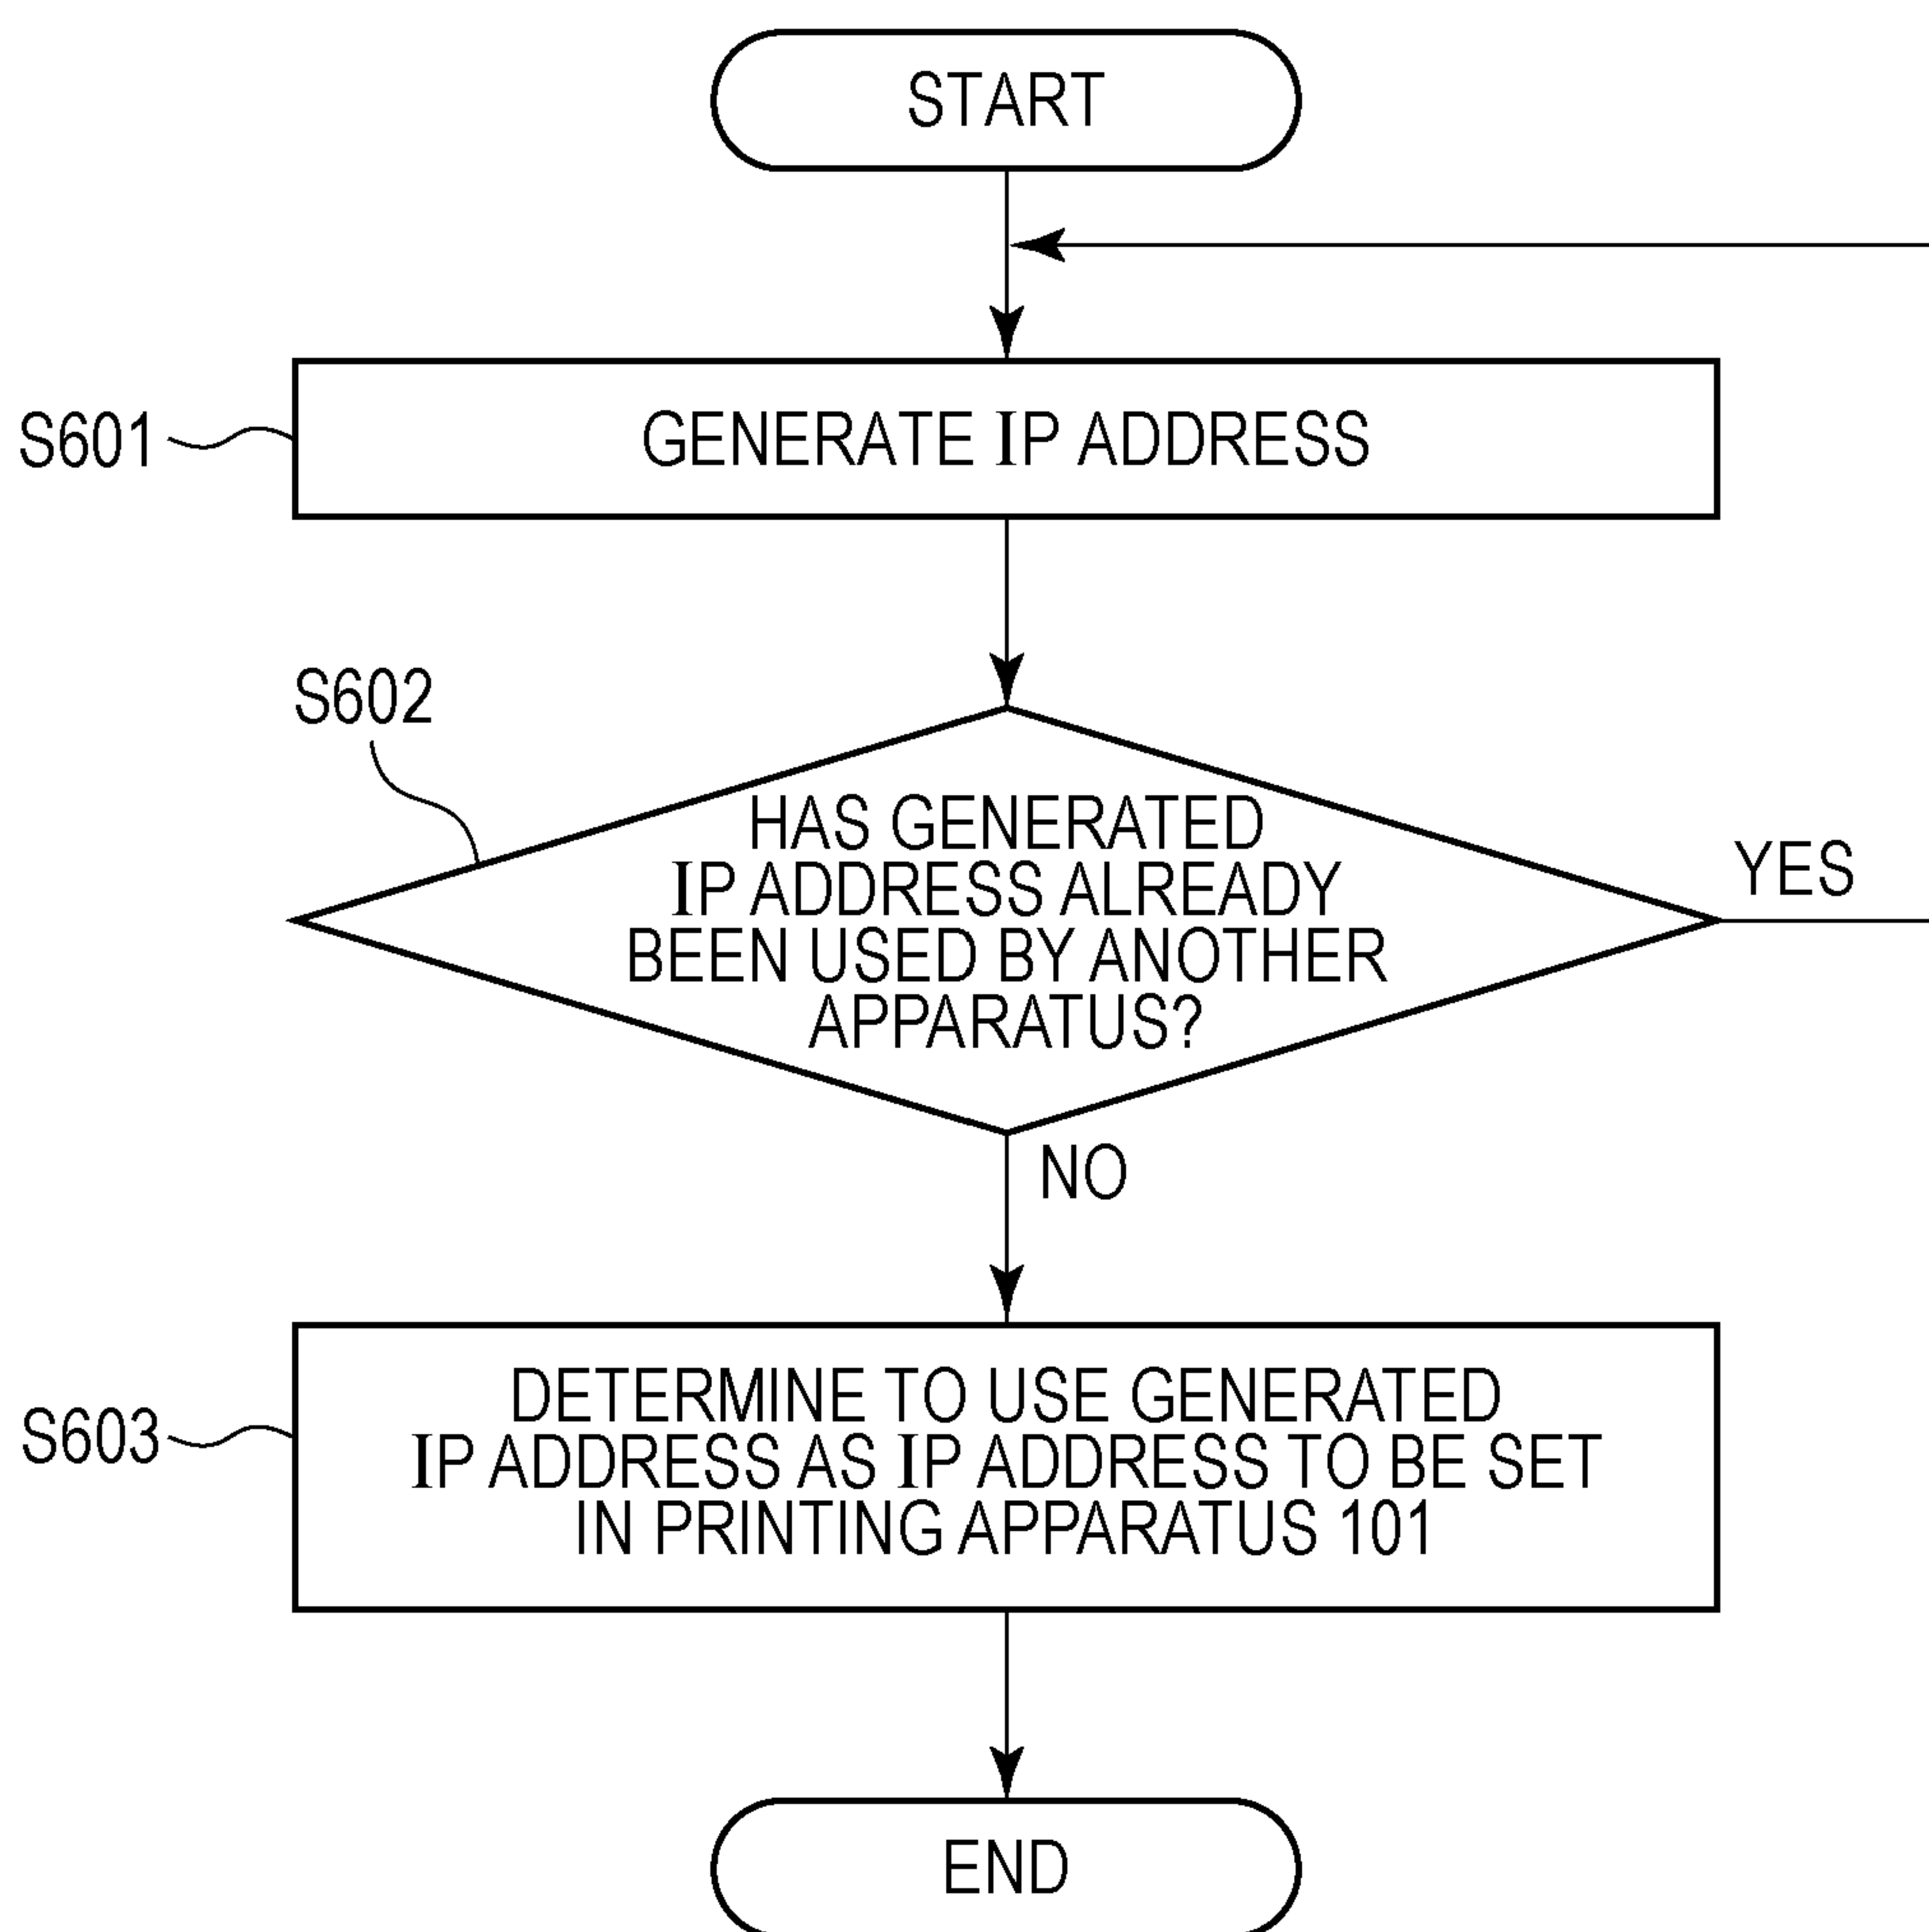 START
S601
GENERATE IP ADDRESS
S602
HAS GENERATED
IP ADDRESS ALREADY
BEEN USED BY ANOTHER
APPARATUS?
YES
NO
S603
DETERMINE TO USE GENERATED
IP ADDRESS AS IP ADDRESS TO BE SET
IN PRINTING APPARATUS 101
END